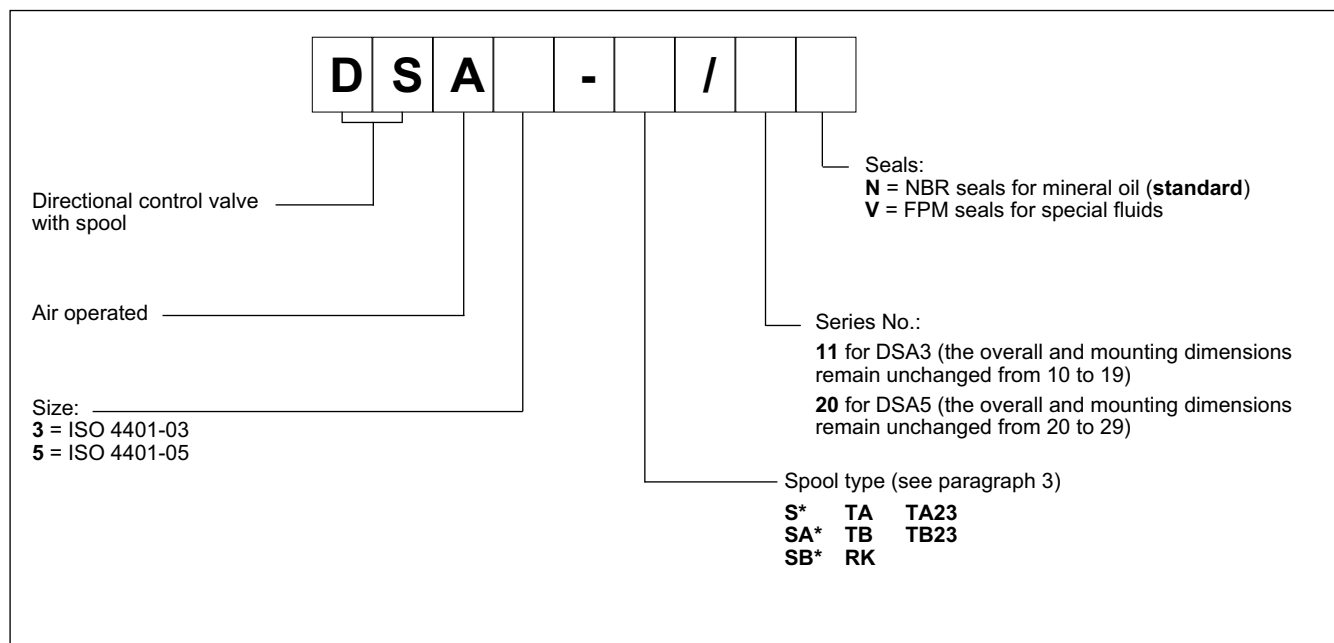 D S A - /
Directional control valve
with spool
Air operated
Size:
3 = ISO 4401-03
5 = ISO 4401-05
Seals:
N = NBR seals for mineral oil (standard)
V = FPM seals for special fluids
Series No.:
11 for DSA3 (the overall and mounting dimensions
remain unchanged from 10 to 19)
20 for DSA5 (the overall and mounting dimensions
remain unchanged from 20 to 29)
Spool type (see paragraph 3)
S* TA TA23
SA* TB TB23
SB* RK